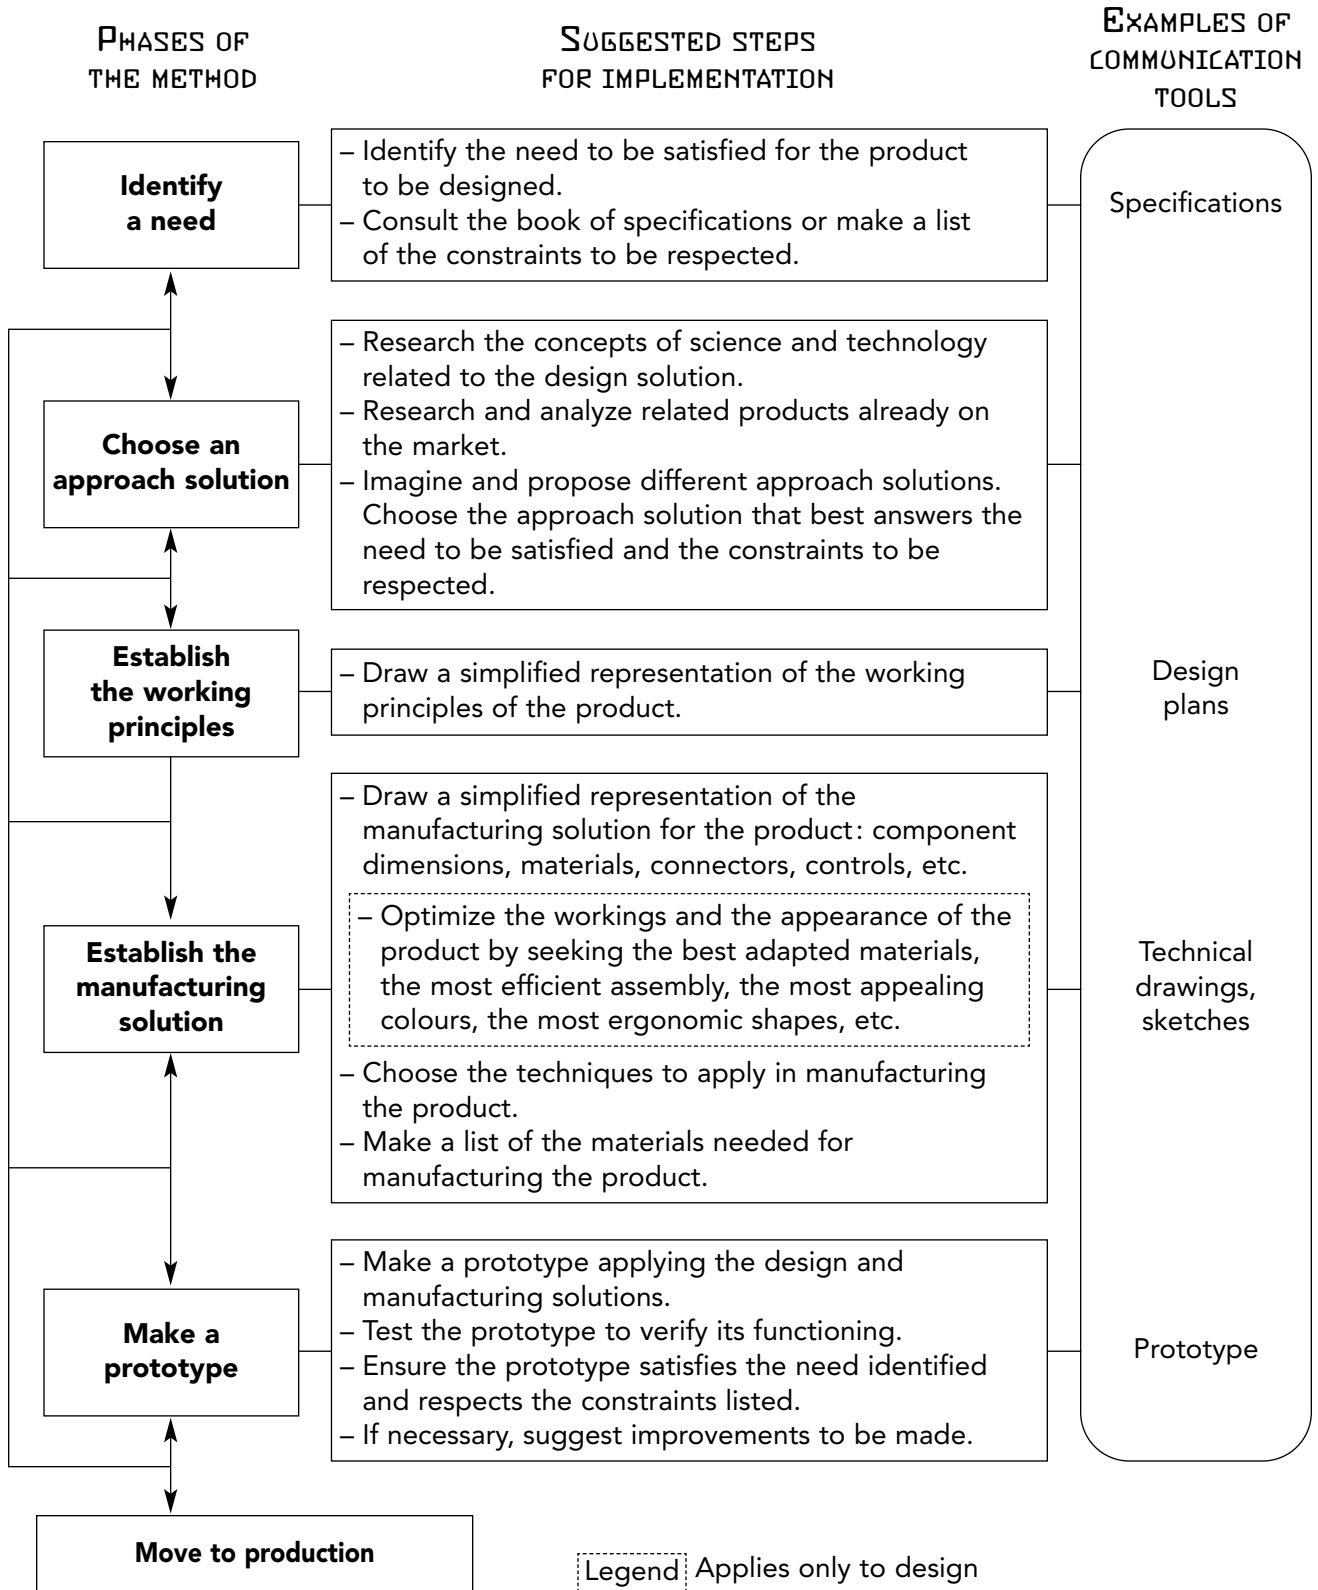 PHASES OF
THE METHOD
SUGGESTED STEPS
FOR IMPLEMENTATION
EXAMPLES OF
COMMUNICATION
TOOLS
Identify
a need
– Identify the need to be satisfied for the product
to be designed.
– Consult the book of specifications or make a list
of the constraints to be respected.
Specifications
Choose an
approach solution
– Research the concepts of science and technology
related to the design solution.
– Research and analyze related products already on
the market.
– Imagine and propose different approach solutions.
Choose the approach solution that best answers the
need to be satisfied and the constraints to be
respected.
Establish
the working
principles
– Draw a simplified representation of the working
principles of the product.
Design
plans
Establish the
manufacturing
solution
– Draw a simplified representation of the
manufacturing solution for the product: component
dimensions, materials, connectors, controls, etc.
– Optimize the workings and the appearance of the
product by seeking the best adapted materials,
the most efficient assembly, the most appealing
colours, the most ergonomic shapes, etc.
– Choose the techniques to apply in manufacturing
the product.
– Make a list of the materials needed for
manufacturing the product.
Technical
drawings,
sketches
Make a
prototype
– Make a prototype applying the design and
manufacturing solutions.
– Test the prototype to verify its functioning.
– Ensure the prototype satisfies the need identified
and respects the constraints listed.
– If necessary, suggest improvements to be made.
Prototype
Move to production
Legend Applies only to design